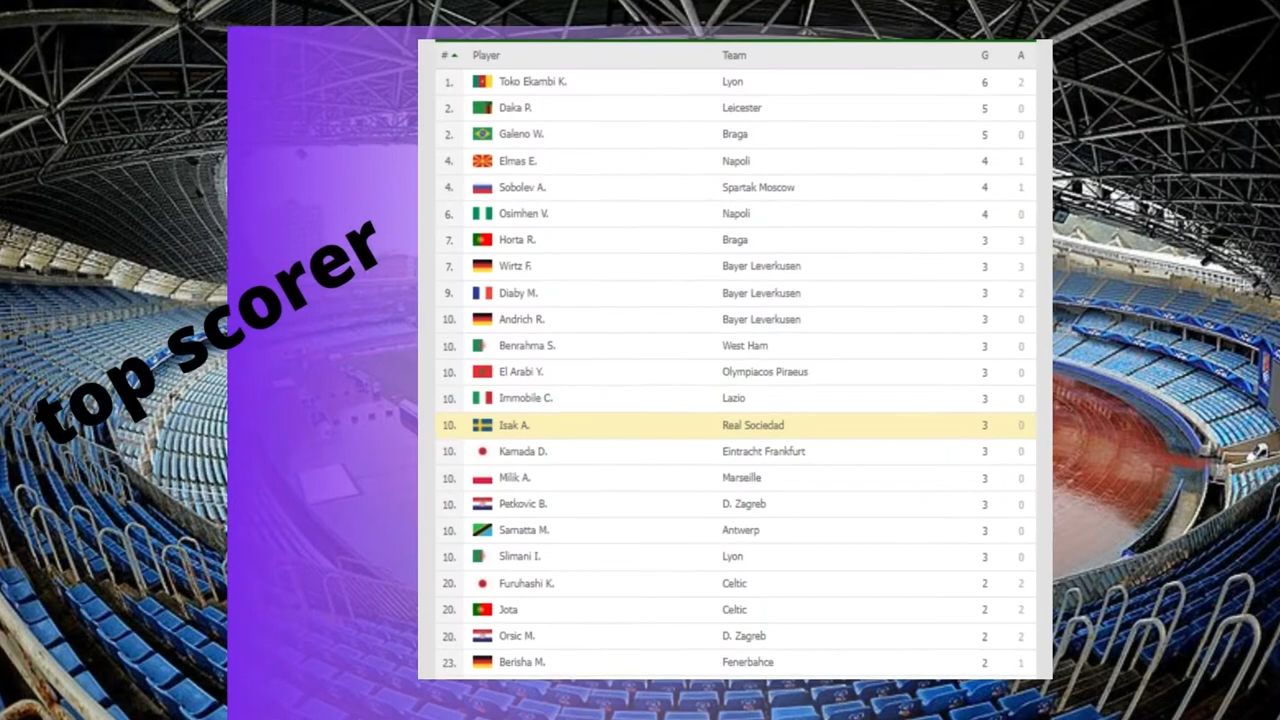 # Player Team G A
1. Toko Ekambi K. Lyon 6 2
2. Daka P. Leicester 5 0
2. Galeno W. Braga 5 0
4. Elmas E. Napoli 4 1
4. Sobolev A. Spartak Moscow 4 1
6. Osimhen V. Napoli 4 0
7. Horta R. Braga 3 3
7. Wirtz F. Bayer Leverkusen 3 3
9. Diaby M. Bayer Leverkusen 3 2
10. Andrich R. Bayer Leverkusen 3 0
10. Benrahma S. West Ham 3 0
10. El Arabi Y. Olympiacos Piraeus 3 0
10. Immobile C. Lazio 3 0
10. Isak A. Real Sociedad 3 0
10. Kamada D. Eintracht Frankfurt 3 0
10. Milik A. Marseille 3 0
10. Petkovic B. D. Zagreb 3 0
10. Samatta M. Antwerp 3 0
10. Slimani I. Lyon 3 0
20. Furuhashi K. Celtic 2 2
20. Jota Celtic 2 2
20. Orsic M. D. Zagreb 2 2
23. Berisha M. Fenerbahce 2 1
top scorer